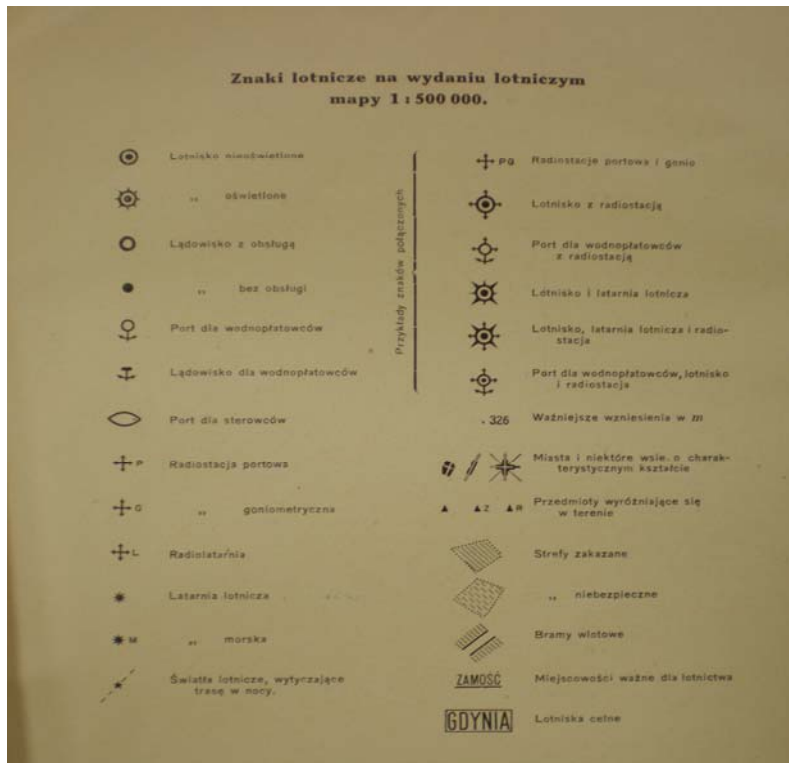 Znaki lotnicze na wydaniu lotniczym
mapy 1 : 500 000.
Lotnisko nieoświetlone
„ oświetlone
Lądowisko z obsługą
„ bez obsługi
Port dla wodnopłatowców
Lądowisko dla wodnopłatowców
Port dla sterowców
P Radiostacja portowa
G „ goniometryczna
L Radiolatarnia
Latarnia lotnicza
M „ morska
Światła lotnicze, wytyczające
trasę w nocy.
Przykłady znaków połączonych
PG Radiostacje portowa i gonio
Lotnisko z radiostacją
Port dla wodnopłatowców
z radiostacją
Lotnisko i latarnia lotnicza
Lotnisko, latarnia lotnicza i radio-
stacja
Port dla wodnopłatowców, lotnisko
i radiostacja
. 326 Ważniejsze wzniesienia w m
Miasta i niektóre wsie o charak-
terystycznym kształcie
Z R Przedmioty wyróżniające się
w terenie
Strefy zakazane
„ niebezpieczne
Bramy wlotowe
ZAMOŚĆ Miejscowości ważne dla lotnictwa
GDYNIA Lotniska celne